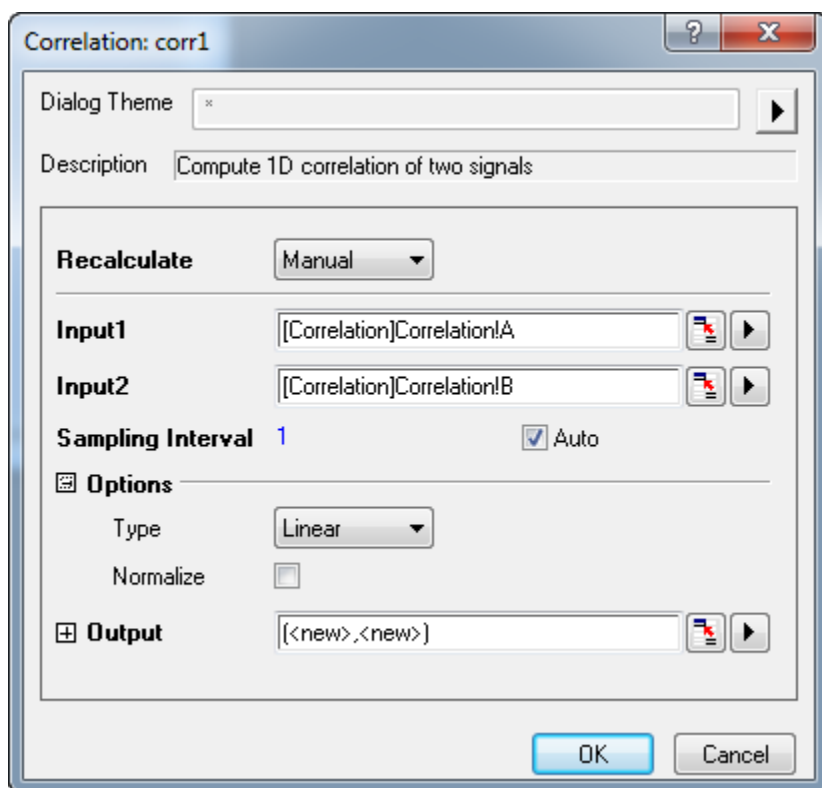 Correlation: corr1
Dialog Theme *
Description Compute 1D correlation of two signals
Recalculate Manual
Input1 [Correlation]Correlation!A
Input2 [Correlation]Correlation!B
Sampling Interval 1 Auto
Options
Type Linear
Normalize
Output (<new>,<new>)
OK Cancel